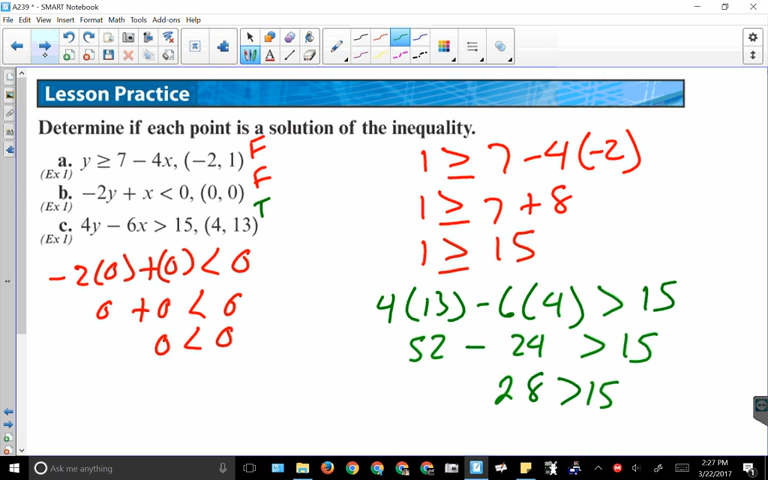 A239 * - SMART Notebook
File Edit View Insert Format Math Tools Add-ons Help
Lesson Practice
Determine if each point is a solution of the inequality.
a. y ≥ 7 − 4x, (−2, 1) F
(Ex 1)
b. −2y + x < 0, (0, 0) F
(Ex 1)
c. 4y − 6x > 15, (4, 13) T
(Ex 1)
-2(0)+(0) < 0
0 + 0 < 0
0 < 0
1 ≥ 7 - 4(-2)
1 ≥ 7 + 8
1 ≥ 15
4(13) - 6(4) > 15
52 - 24 > 15
28 > 15
Ask me anything
2:27 PM
3/22/2017